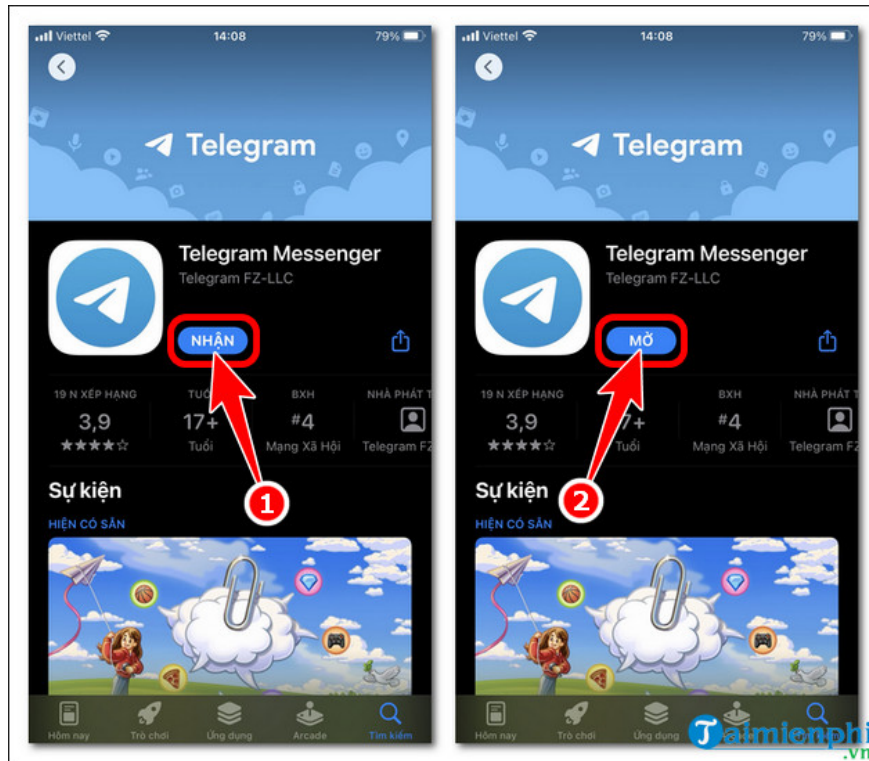 Viettel 14:08 79%
Telegram
Telegram Messenger
Telegram FZ-LLC
NHẬN
19 N XẾP HẠNG TUỔI BXH NHÀ PHÁT T
3,9 17+ #4
Tuổi Mạng Xã Hội Telegram FZ
Sự kiện
1
HIỆN CÓ SẴN
Hôm nay Trò chơi Ứng dụng Arcade Tìm kiếm
Viettel 14:08 79%
Telegram
Telegram Messenger
Telegram FZ-LLC
MỞ
19 N XẾP HẠNG BXH NHÀ PHÁT T
3,9 7+ #4
Tuổi Mạng Xã Hội Telegram FZ
Sự kiện
2
HIỆN CÓ SẴN
Hôm nay Trò chơi Ứng dụng
Taimienphi
.vn